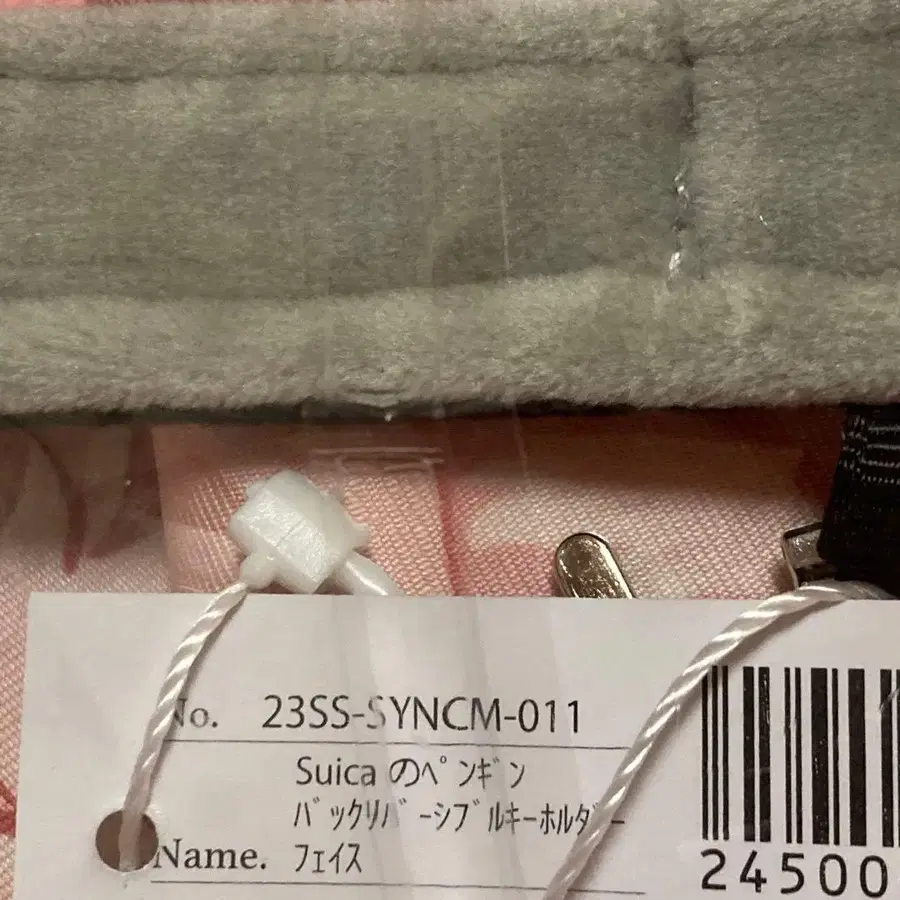 No. 23SS-SYNCM-011
Suica のﾍﾟﾝｷﾞﾝ
ﾊﾞｯｸﾘﾊﾞｰｼﾌﾞﾙｷｰﾎﾙﾀﾞｰ
Name. ﾌｪｲｽ
24500